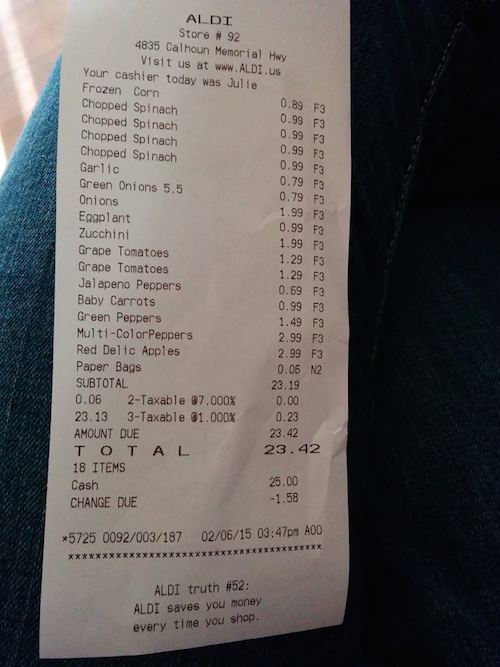 ALDI
Store # 92
4835 Calhoun Memorial Hwy
Visit us at www.ALDI.us
Your cashier today was Julie
Frozen Corn 0.89 F3
Chopped Spinach 0.99 F3
Chopped Spinach 0.99 F3
Chopped Spinach 0.99 F3
Chopped Spinach 0.99 F3
Garlic 0.79 F3
Green Onions 5.5 0.79 F3
Onions 1.99 F3
Eggplant 0.99 F3
Zucchini 1.99 F3
Grape Tomatoes 1.29 F3
Grape Tomatoes 1.29 F3
Jalapeno Peppers 0.69 F3
Baby Carrots 0.99 F3
Green Peppers 1.49 F3
Multi-ColorPeppers 2.99 F3
Red Delic Apples 2.99 F3
Paper Bags 0.06 N2
SUBTOTAL 23.19
0.06 2-Taxable @7.000% 0.00
23.13 3-Taxable @1.000% 0.23
AMOUNT DUE 23.42
T O T A L 23.42
18 ITEMS
Cash 25.00
CHANGE DUE -1.58
*5725 0092/003/187 02/06/15 03:47pm A00
****************************************
ALDI truth #52:
ALDI saves you money
every time you shop.